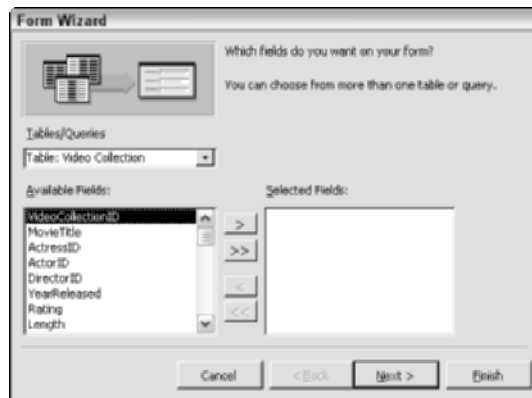 Form Wizard
Which fields do you want on your form?
You can choose from more than one table or query.
Tables/Queries
Table: Video Collection
Available Fields:
Selected Fields:
VideoCollectionID
MovieTitle
ActressID
ActorID
DirectorID
YearReleased
Rating
Length
>
>>
<
<<
Cancel
< Back
Next >
Finish